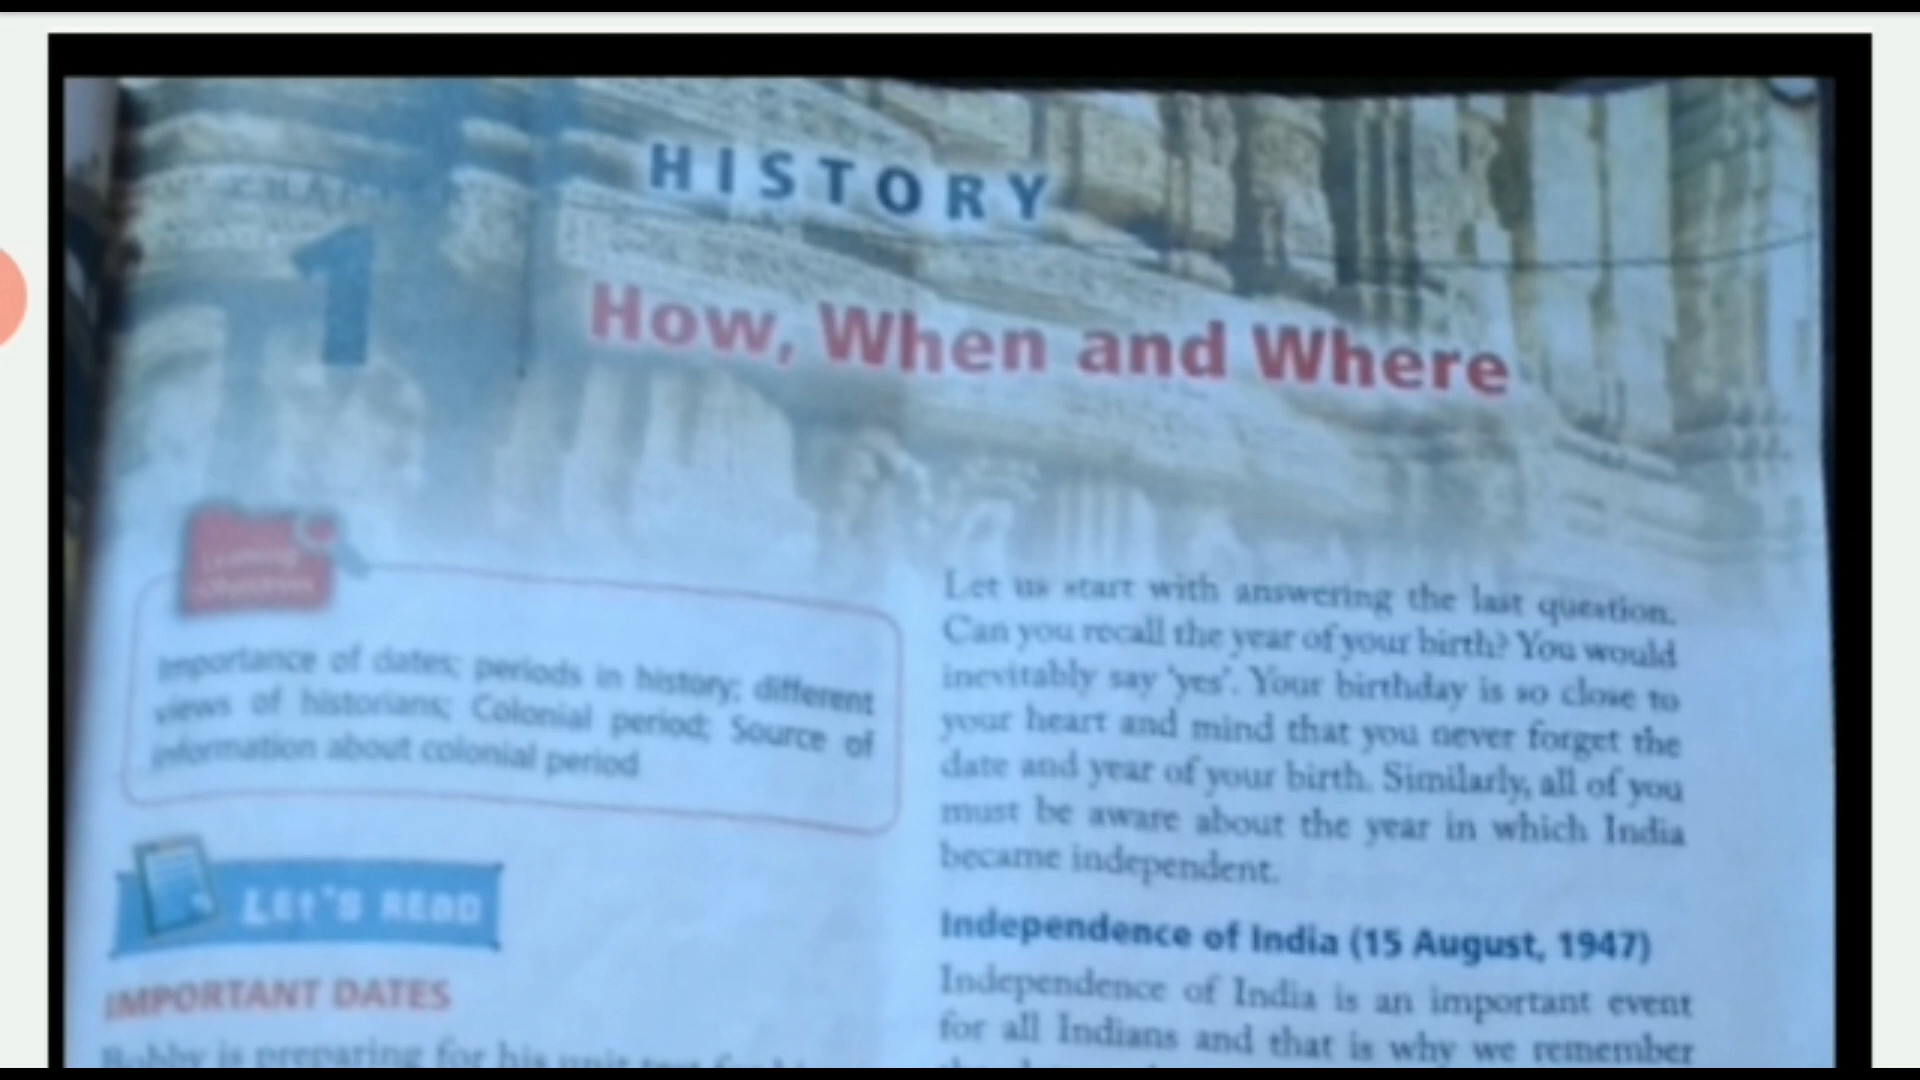 HISTORY
1
How, When and Where
Learning
Objectives
Importance of dates; periods in history; different
views of historians; Colonial period; Source of
information about colonial period
LET'S READ
IMPORTANT DATES
Bobby is preparing for his unit test for
Let us start with answering the last question.
Can you recall the year of your birth? You would
inevitably say 'yes'. Your birthday is so close to
your heart and mind that you never forget the
date and year of your birth. Similarly, all of you
must be aware about the year in which India
became independent.
Independence of India (15 August, 1947)
Independence of India is an important event
for all Indians and that is why we remember